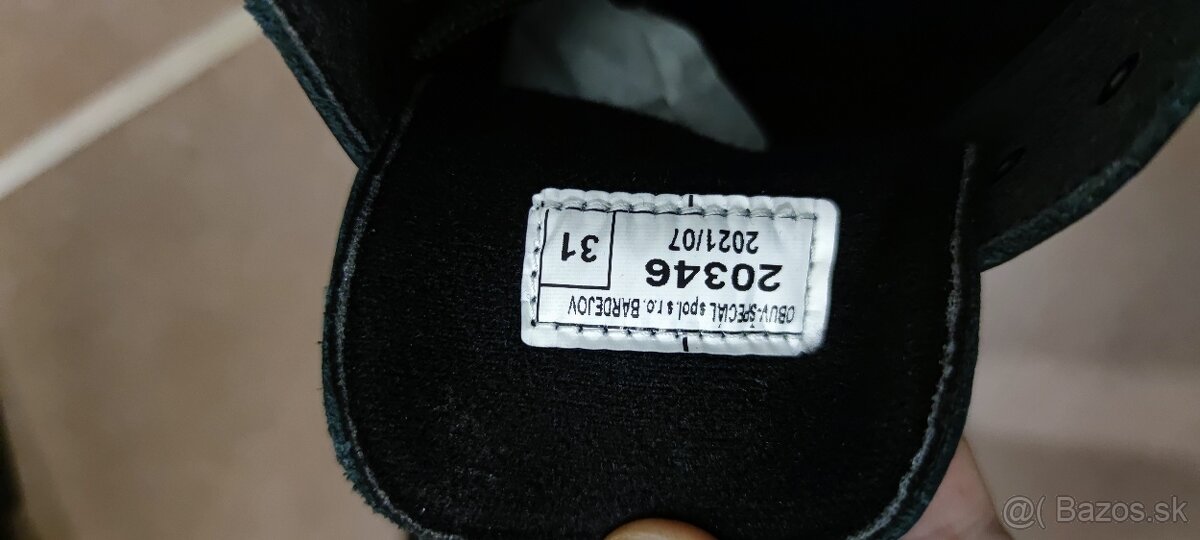 OBUV-ŠPECIÁL spol. s r.o. BARDEJOV
20346
2021/07
31
@( Bazos.sk